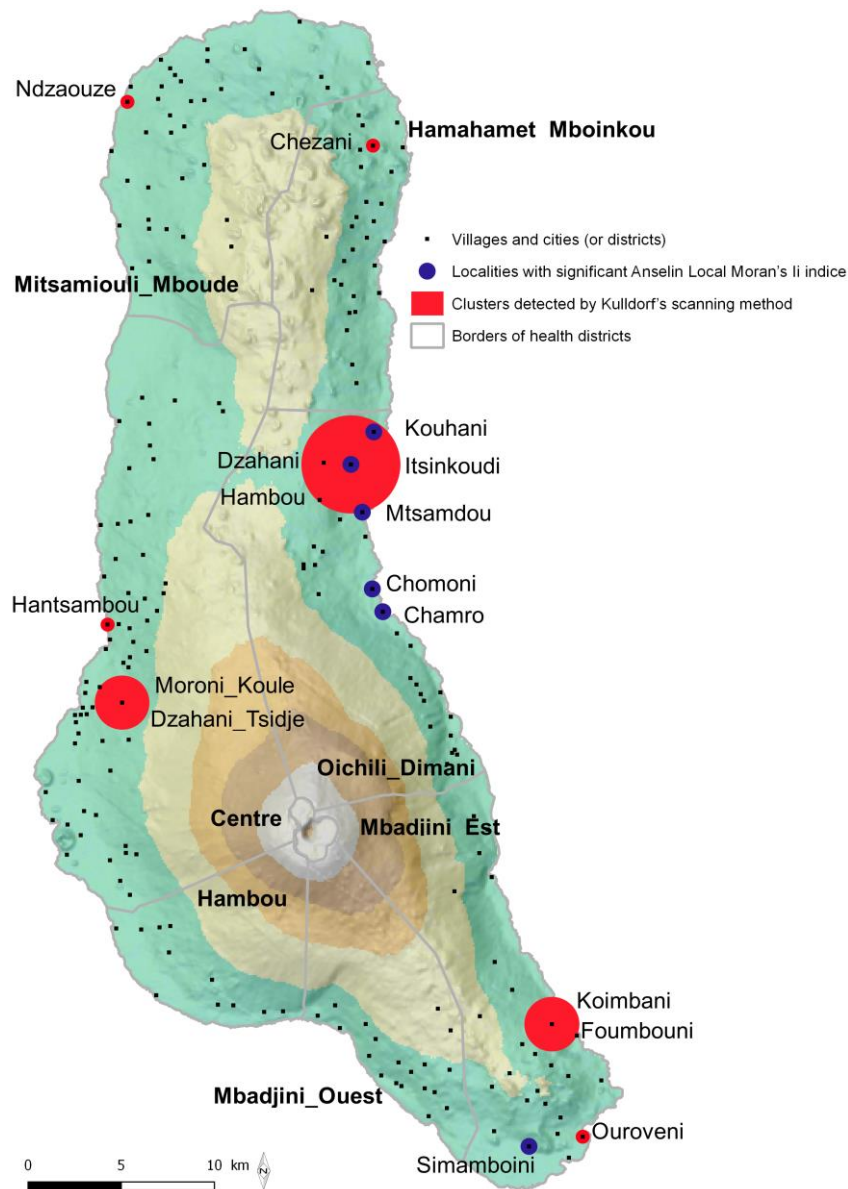 Ndzaouze
Chezani
Hamahamet Mboinkou
Villages and cities (or districts)
Localities with significant Anselin Local Moran's Ii indice
Mitsamiouli_Mboude
Clusters detected by Kulldorf's scanning method
Borders of health districts
Kouhani
Dzahani
Itsinkoudi
Hambou
Mtsamdou
Chomoni
Hantsambou
Chamro
Moroni_Koule
Dzahani_Tsidje
Oichili_Dimani
Centre
Mbadjini Est
Hambou
Koimbani
Foumbouni
Mbadjini_Ouest
Ouroveni
Simamboini
0 5 10 km
N